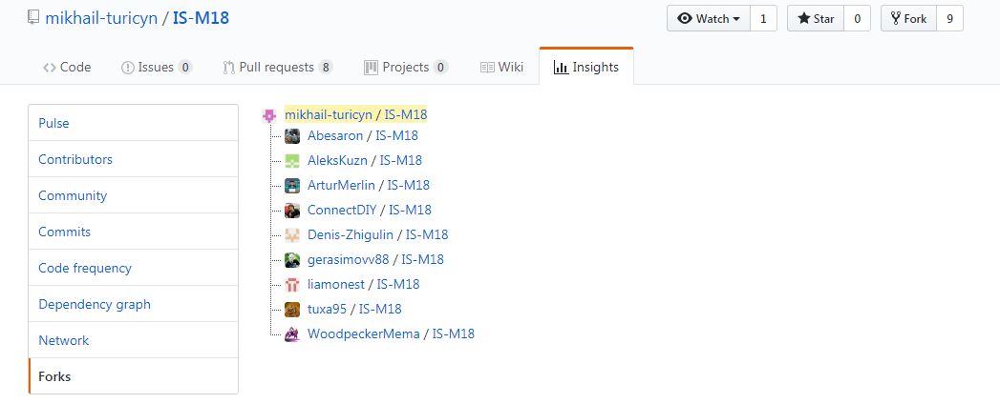 mikhail-turicyn / IS-M18
Watch 1 Star 0 Fork 9
Code Issues 0 Pull requests 8 Projects 0 Wiki Insights
Pulse
Contributors
Community
Commits
Code frequency
Dependency graph
Network
Forks
mikhail-turicyn / IS-M18
Abesaron / IS-M18
AleksKuzn / IS-M18
ArturMerlin / IS-M18
ConnectDIY / IS-M18
Denis-Zhigulin / IS-M18
gerasimovv88 / IS-M18
liamonest / IS-M18
tuxa95 / IS-M18
WoodpeckerMema / IS-M18